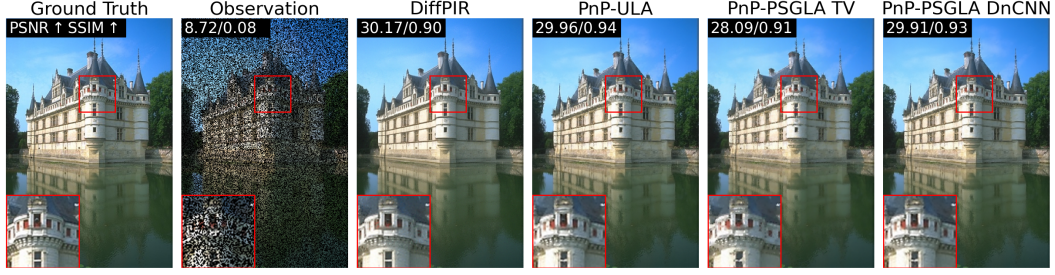 Ground Truth
PSNR ↑ SSIM ↑
Observation
8.72/0.08
DiffPIR
30.17/0.90
PnP-ULA
29.96/0.94
PnP-PSGLA TV
28.09/0.91
PnP-PSGLA DnCNN
29.91/0.93